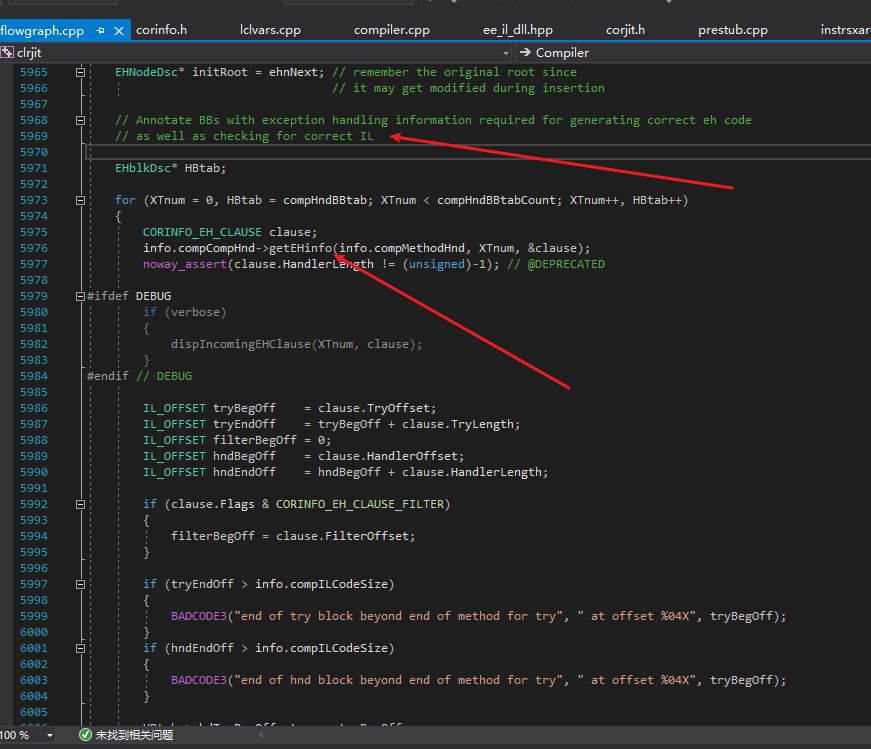 flowgraph.cpp corinfo.h lclvars.cpp compiler.cpp ee_il_dll.hpp corjit.h prestub.cpp instrsxar
clrjit Compiler
5965 EHNodeDsc* initRoot = ehnNext; // remember the original root since
5966 // it may get modified during insertion
5967
5968 // Annotate BBs with exception handling information required for generating correct eh code
5969 // as well as checking for correct IL
5970
5971 EHblkDsc* HBtab;
5972
5973 for (XTnum = 0, HBtab = compHndBBtab; XTnum < compHndBBtabCount; XTnum++, HBtab++)
5974 {
5975 CORINFO_EH_CLAUSE clause;
5976 info.compCompHnd->getEHinfo(info.compMethodHnd, XTnum, &clause);
5977 noway_assert(clause.HandlerLength != (unsigned)-1); // @DEPRECATED
5978
5979 #ifdef DEBUG
5980 if (verbose)
5981 {
5982 dispIncomingEHClause(XTnum, clause);
5983 }
5984 #endif // DEBUG
5985
5986 IL_OFFSET tryBegOff = clause.TryOffset;
5987 IL_OFFSET tryEndOff = tryBegOff + clause.TryLength;
5988 IL_OFFSET filterBegOff = 0;
5989 IL_OFFSET hndBegOff = clause.HandlerOffset;
5990 IL_OFFSET hndEndOff = hndBegOff + clause.HandlerLength;
5991
5992 if (clause.Flags & CORINFO_EH_CLAUSE_FILTER)
5993 {
5994 filterBegOff = clause.FilterOffset;
5995 }
5996
5997 if (tryEndOff > info.compILCodeSize)
5998 {
5999 BADCODE3("end of try block beyond end of method for try", " at offset %04X", tryBegOff);
6000 }
6001 if (hndEndOff > info.compILCodeSize)
6002 {
6003 BADCODE3("end of hnd block beyond end of method for try", " at offset %04X", tryBegOff);
6004 }
6005
100 % 未找到相关问题